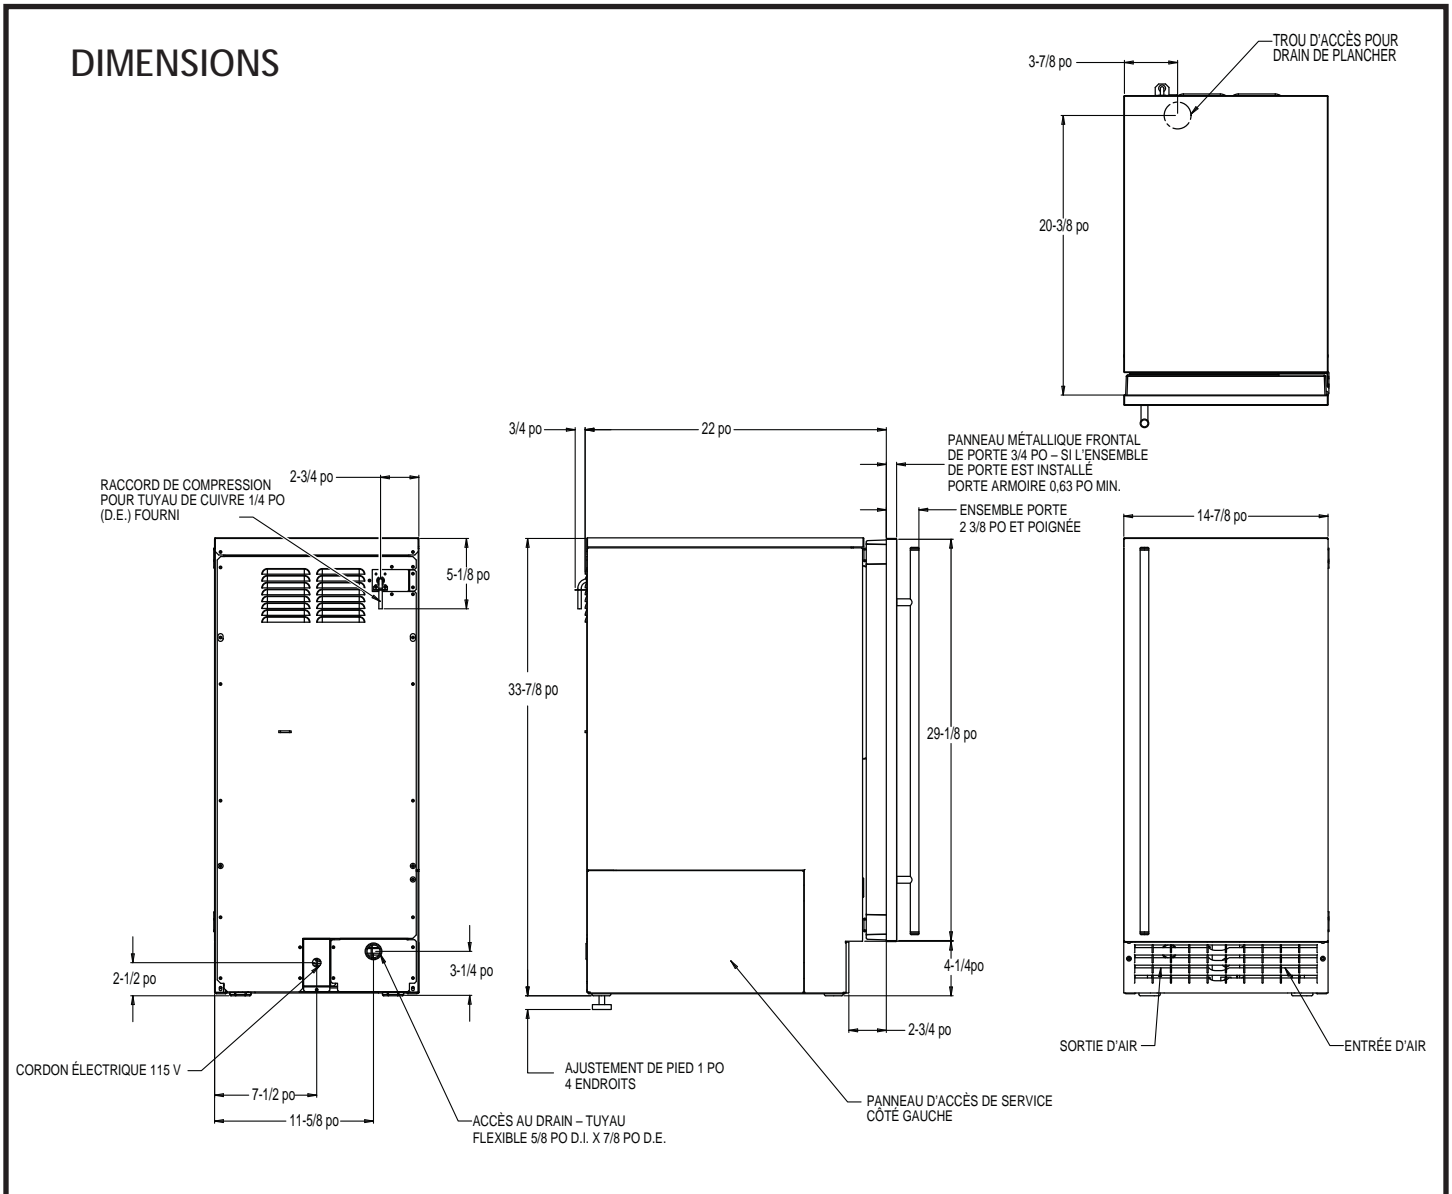 DIMENSIONS
TROU D'ACCÈS POUR
DRAIN DE PLANCHER
3-7/8 po
20-3/8 po
3/4 po
22 po
PANNEAU MÉTALLIQUE FRONTAL
DE PORTE 3/4 PO – SI L'ENSEMBLE
DE PORTE EST INSTALLÉ
PORTE ARMOIRE 0,63 PO MIN.
ENSEMBLE PORTE
2 3/8 PO ET POIGNÉE
2-3/4 po
RACCORD DE COMPRESSION
POUR TUYAU DE CUIVRE 1/4 PO
(D.E.) FOURNI
5-1/8 po
14-7/8 po
33-7/8 po
29-1/8 po
2-1/2 po
3-1/4 po
4-1/4po
2-3/4 po
SORTIE D'AIR
ENTRÉE D'AIR
CORDON ÉLECTRIQUE 115 V
7-1/2 po
11-5/8 po
AJUSTEMENT DE PIED 1 PO
4 ENDROITS
PANNEAU D'ACCÈS DE SERVICE
CÔTÉ GAUCHE
ACCÈS AU DRAIN – TUYAU
FLEXIBLE 5/8 PO D.I. X 7/8 PO D.E.